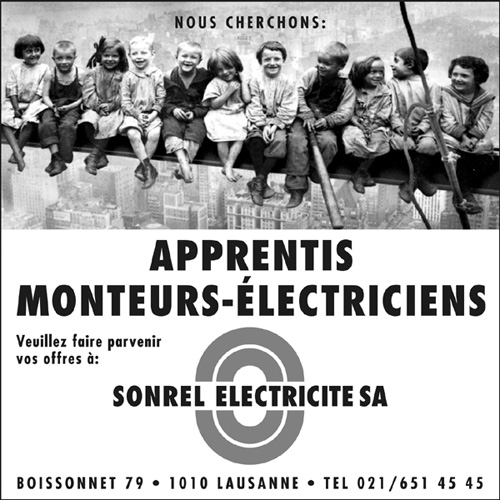 NOUS CHERCHONS:
APPRENTIS
MONTEURS-ÉLECTRICIENS
Veuillez faire parvenir
vos offres à:
SONREL ELECTRICITE SA
BOISSONNET 79 • 1010 LAUSANNE • TEL 021/651 45 45